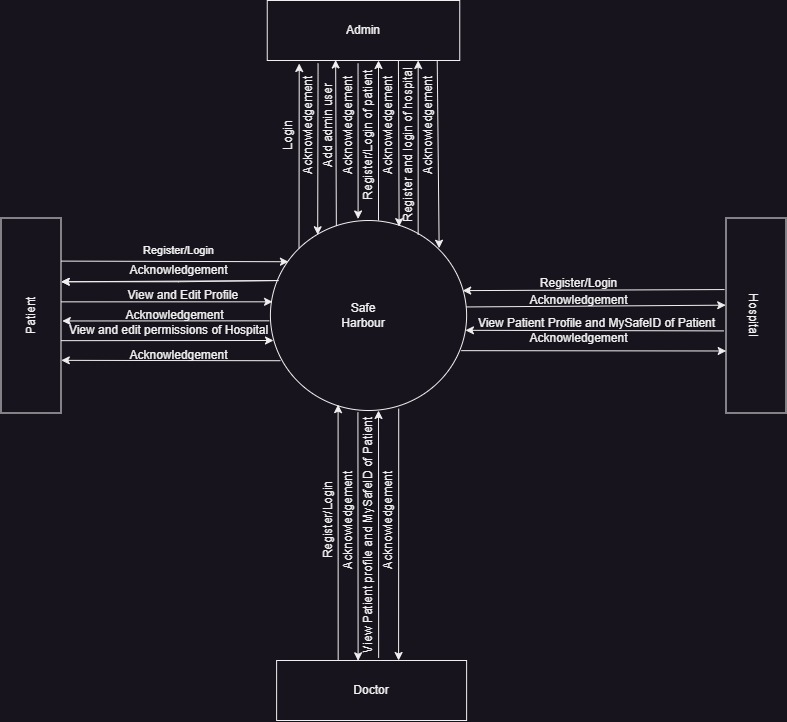 Admin
Login
Acknowledgement
Add admin user
Acknowledgement
Register/Login of patient
Acknowledgement
Register and login of hospital
Acknowledgement
Patient
Register/Login
Acknowledgement
View and Edit Profile
Acknowledgement
View and edit permissions of Hospital
Acknowledgement
Safe
Harbour
Register/Login
Acknowledgement
View Patient Profile and MySafeID of Patient
Acknowledgement
Hospital
Register/Login
Acknowledgement
View Patient profile and MySafeID of Patient
Acknowledgement
Doctor